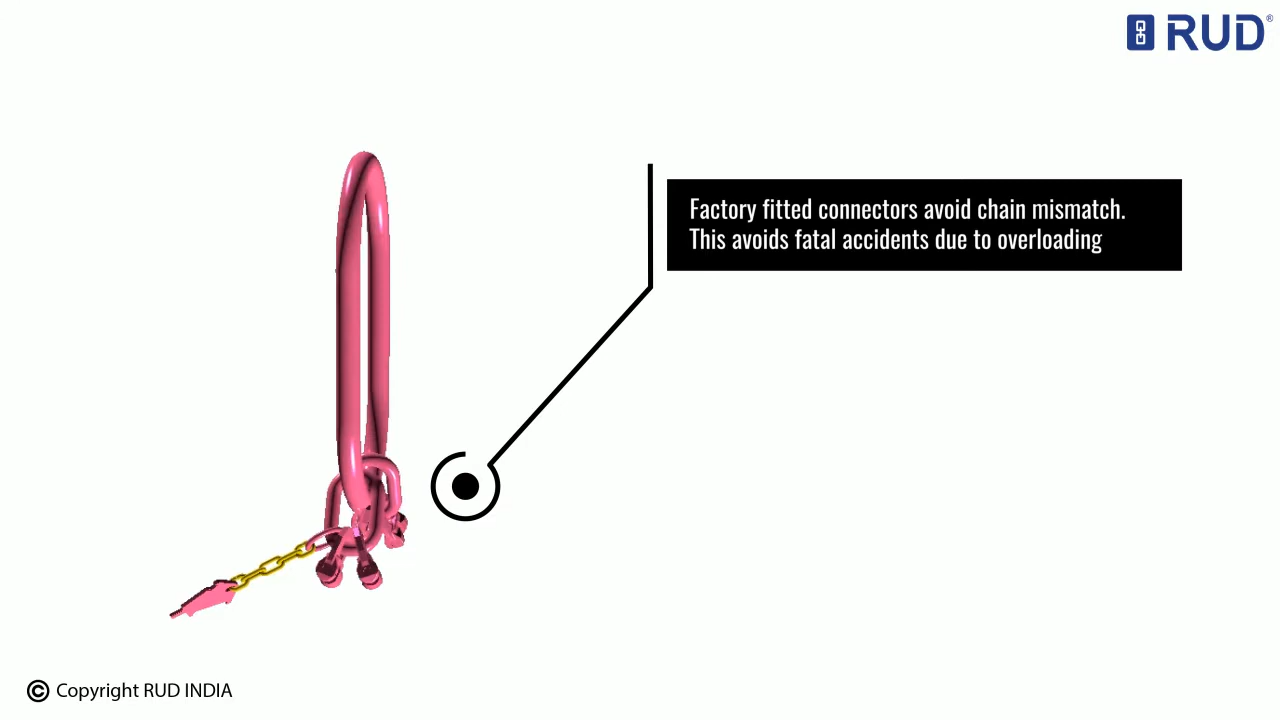 RUD®
Factory fitted connectors avoid chain mismatch.
This avoids fatal accidents due to overloading
© Copyright RUD INDIA